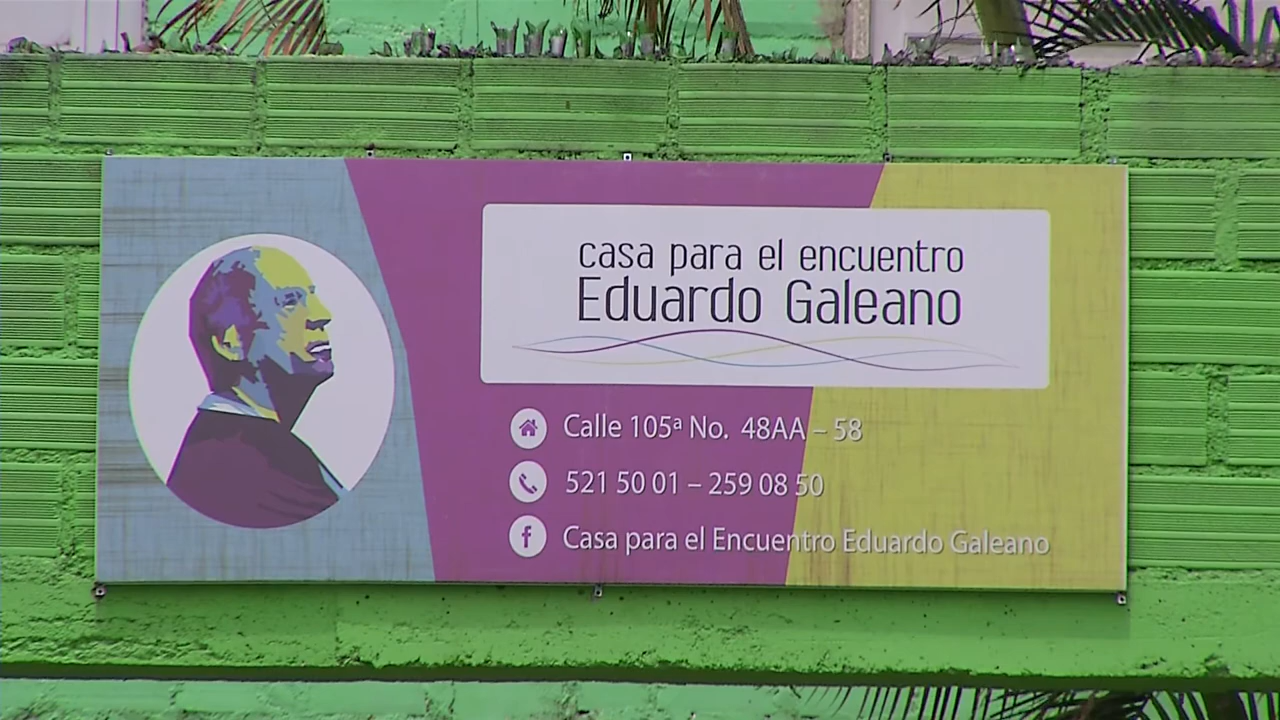 casa para el encuentro
Eduardo Galeano
Calle 105ª No. 48AA – 58
521 50 01 – 259 08 50
f
Casa para el Encuentro Eduardo Galeano